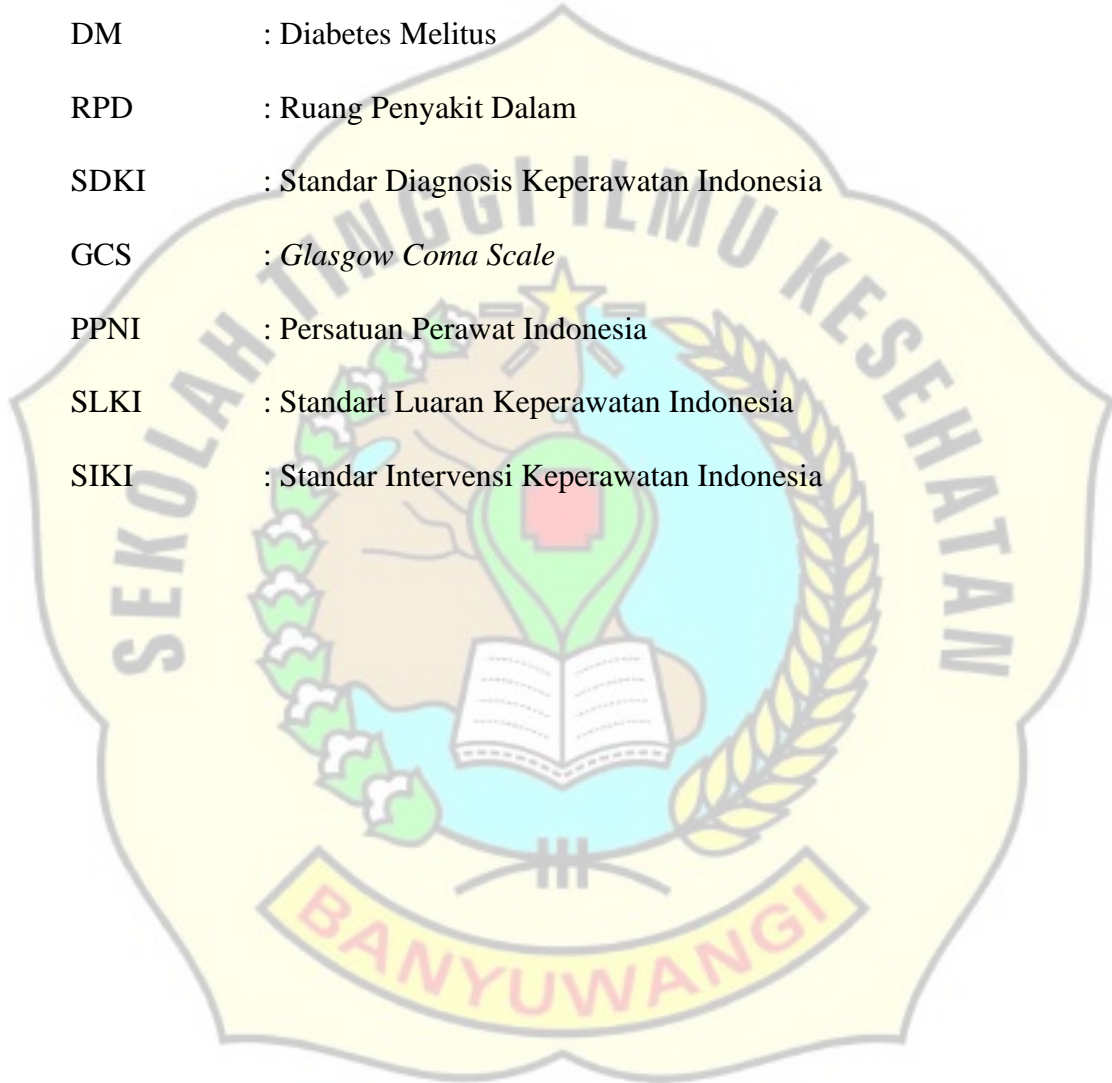 DM : Diabetes Melitus
RPD : Ruang Penyakit Dalam
SDKI : Standar Diagnosis Keperawatan Indonesia
GCS : Glasgow Coma Scale
PPNI : Persatuan Perawat Indonesia
SLKI : Standart Luaran Keperawatan Indonesia
SIKI : Standar Intervensi Keperawatan Indonesia
SEKOLAH TINGGI ILMU KESEHATAN
BANYUWANGI